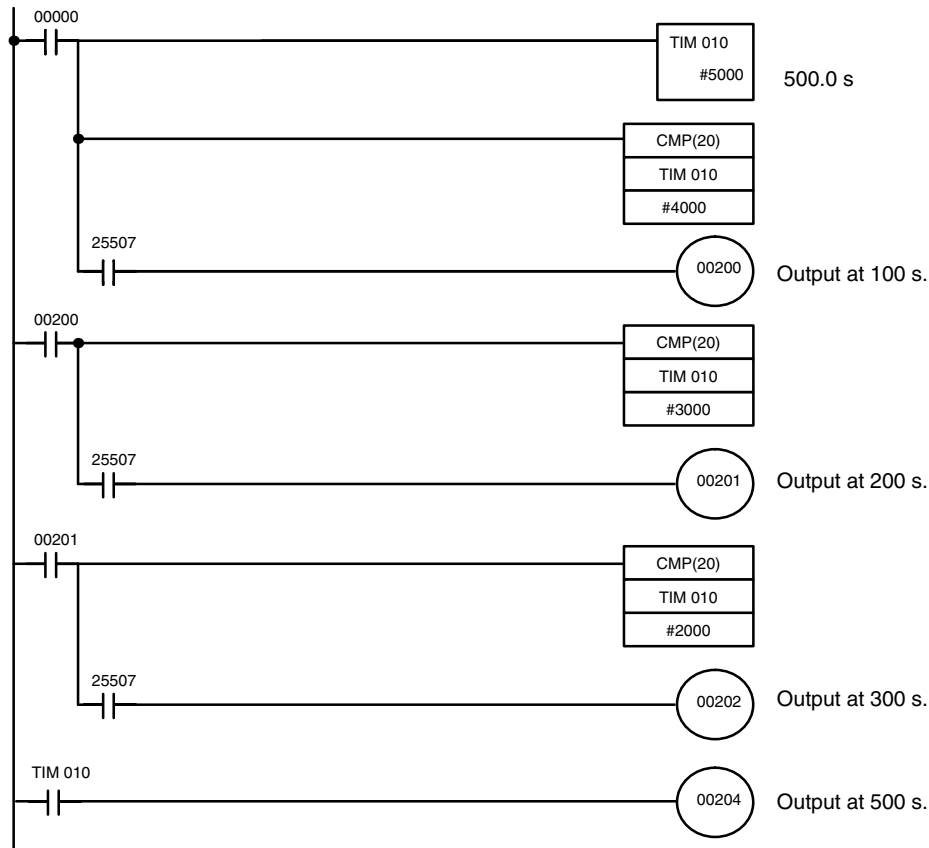 00000
TIM 010
#5000
500.0 s
CMP(20)
TIM 010
#4000
25507
00200
Output at 100 s.
00200
CMP(20)
TIM 010
#3000
25507
00201
Output at 200 s.
00201
CMP(20)
TIM 010
#2000
25507
00202
Output at 300 s.
TIM 010
00204
Output at 500 s.